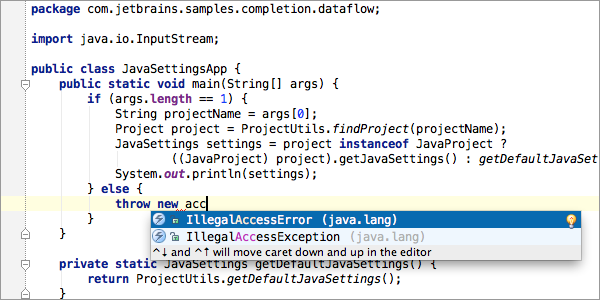 package com.jetbrains.samples.completion.dataflow;
import java.io.InputStream;
public class JavaSettingsApp {
public static void main(String[] args) {
if (args.length == 1) {
String projectName = args[0];
Project project = ProjectUtils.findProject(projectName);
JavaSettings settings = project instanceof JavaProject ?
((JavaProject) project).getJavaSettings() : getDefaultJavaSet
System.out.println(settings);
} else {
throw new acc
}
IllegalAccessError (java.lang)
IllegalAccessException (java.lang)
^↓ and ^↑ will move caret down and up in the editor
}
private static JavaSettings getDefaultJavaSettings() {
return ProjectUtils.getDefaultJavaSettings();
}